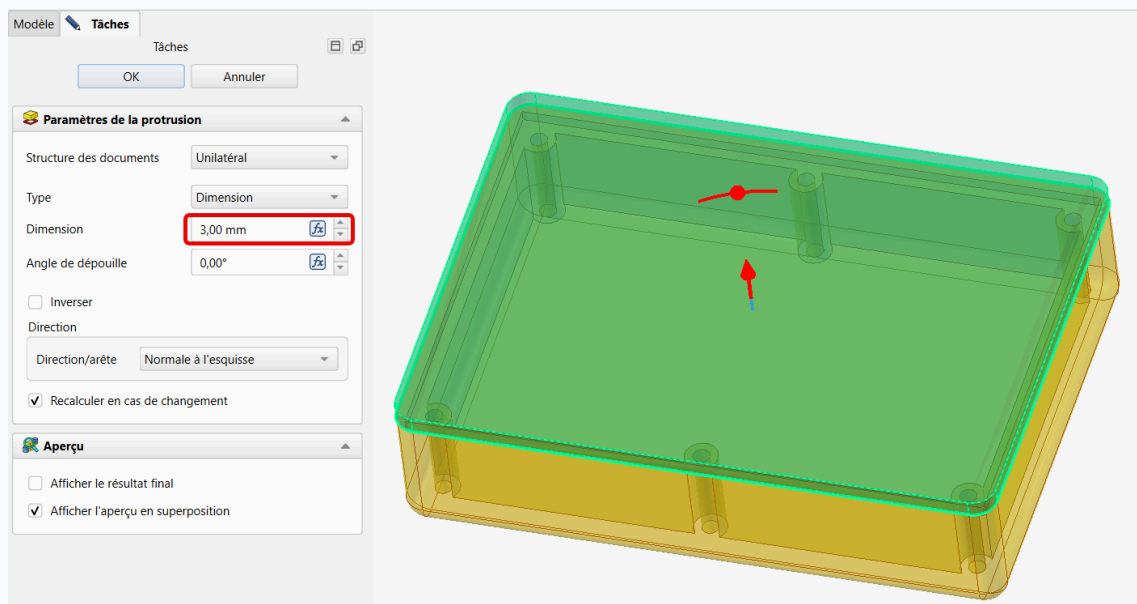 Modèle Tâches
Tâches
OK Annuler
Paramètres de la protrusion
Structure des documents Unilatéral
Type Dimension
Dimension 3,00 mm fx
Angle de dépouille 0,00° fx
Inverser
Direction
Direction/arête Normale à l'esquisse
Recalculer en cas de changement
Aperçu
Afficher le résultat final
Afficher l'aperçu en superposition